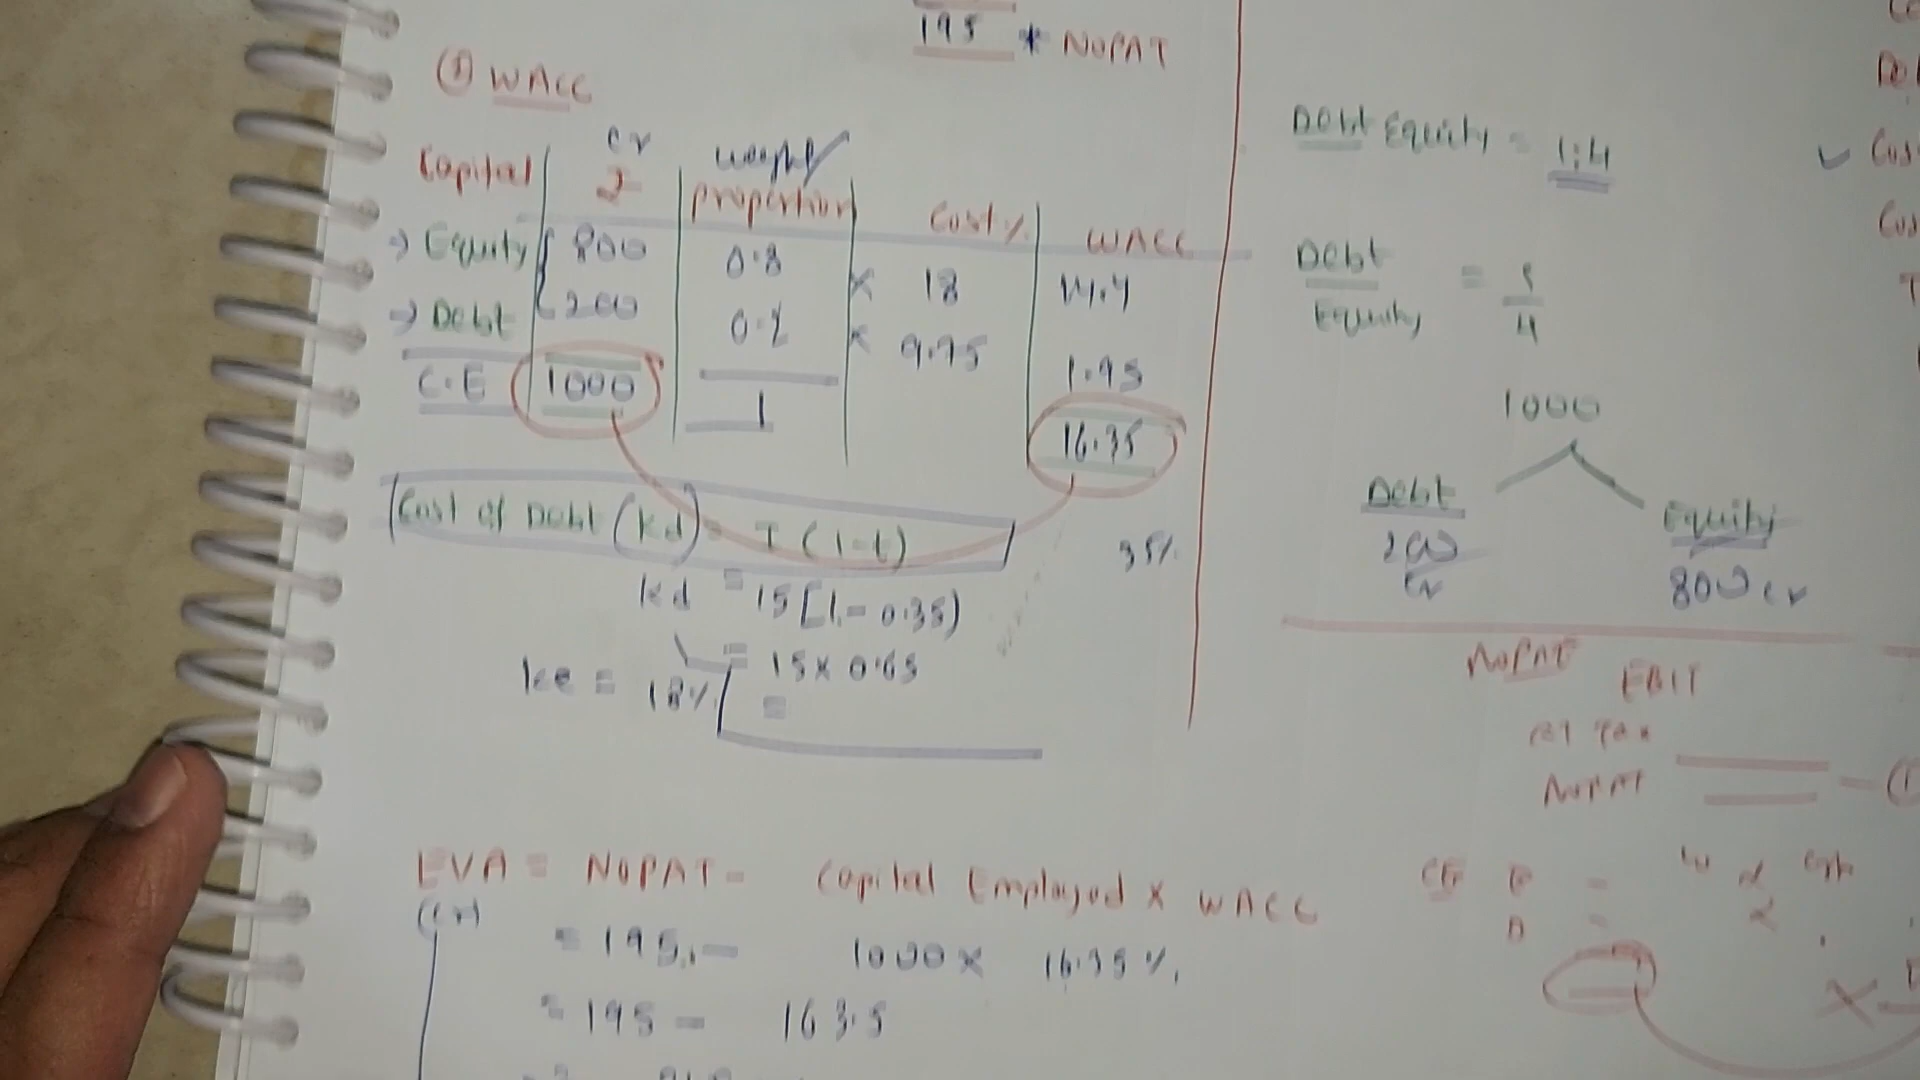 195 * NOPAT
① WACC
Capital | cr ₹ | weight/ proportion | Cost % | WACC
→ Equity 800 0.8 × 18 14.4
→ Debt 200 0.2 × 9.75 1.95
C.E 1000 1 16.35
Cost of Debt (kd) = I (1-t) 35%
kd = 15 [1-0.35)
= 15 x 0.65
ke = 18% =
EVA = NOPAT - Capital Employed x WACC
(cr)
= 195 - 1000 x 16.35%
= 195 - 163.5
Debt Equity = 1:4
Debt
Equity = 1
4
1000
Debt Equity
200 cr 800 cr
NOPAT EBIT
Tax
NOPAT
CE E =
D =